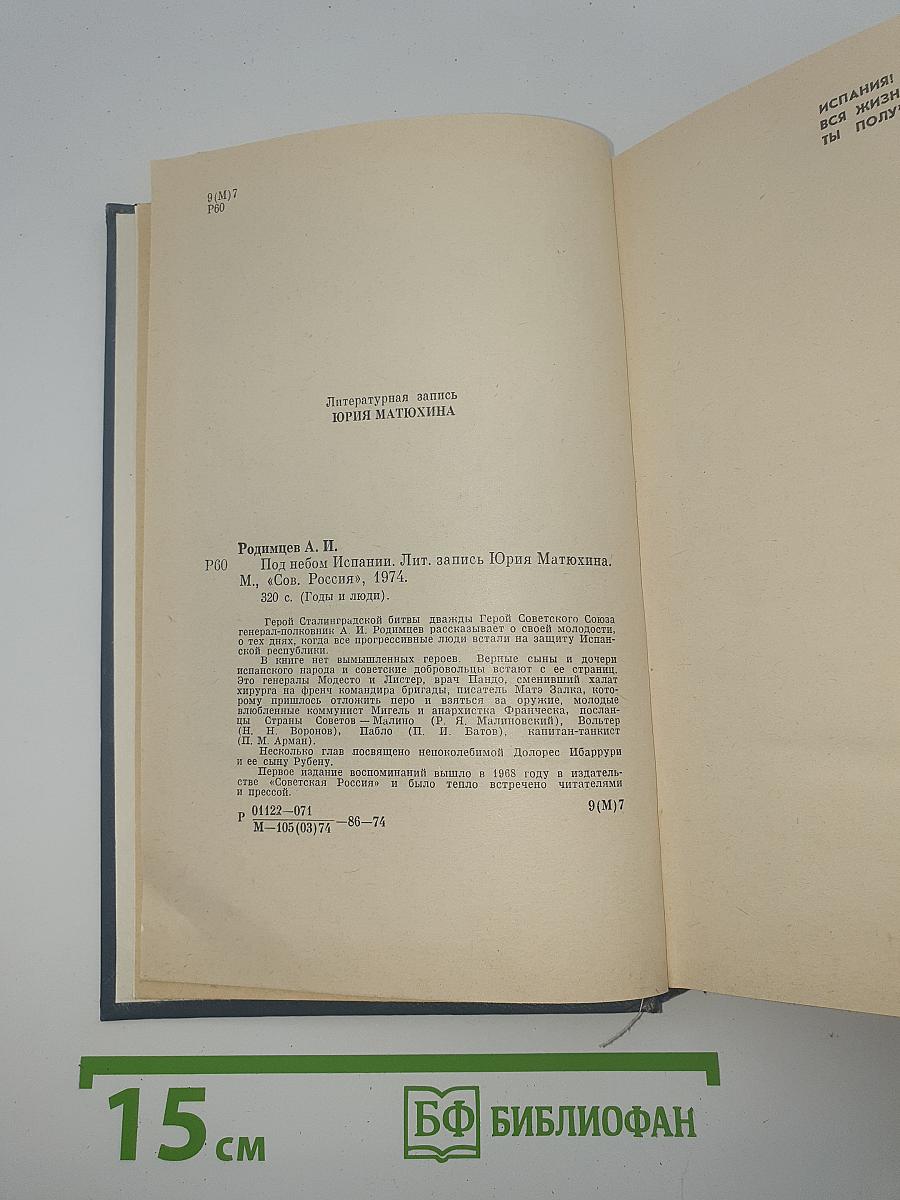 9(М)7
Р60
Литературная запись
ЮРИЯ МАТЮХИНА
Родимцев А. И.
Р60 Под небом Испании. Лит. запись Юрия Матюхина.
М., «Сов. Россия», 1974.
320 с. (Годы и люди).
Герой Сталинградской битвы дважды Герой Советского Союза
генерал-полковник А. И. Родимцев рассказывает о своей молодости,
о тех днях, когда все прогрессивные люди встали на защиту Испан-
ской республики.
В книге нет вымышленных героев. Верные сыны и дочери
испанского народа и советские добровольцы встают с ее страниц.
Это генералы Модесто и Листер, врач Пандо, сменивший халат
хирурга на френч командира бригады, писатель Матэ Залка, кото-
рому пришлось отложить перо и взяться за оружие, молодые
влюбленные коммунист Мигель и анархистка Франческа, послан-
цы Страны Советов — Малино (Р. Я. Малиновский), Вольтер
(Н. Н. Воронов), Пабло (П. И. Батов), капитан-танкист
(П. М. Арман).
Несколько глав посвящено непоколебимой Долорес Ибаррури
и ее сыну Рубену.
Первое издание воспоминаний вышло в 1968 году в издатель-
стве «Советская Россия» и было тепло встречено читателями
и прессой.
Р 01122—071
М—105(03)74 —86—74
9(М)7
ИСПАНИЯ!
ВСЯ ЖИЗН
ТЫ ПОЛУ
15 см
БФ БИБЛИОФАН